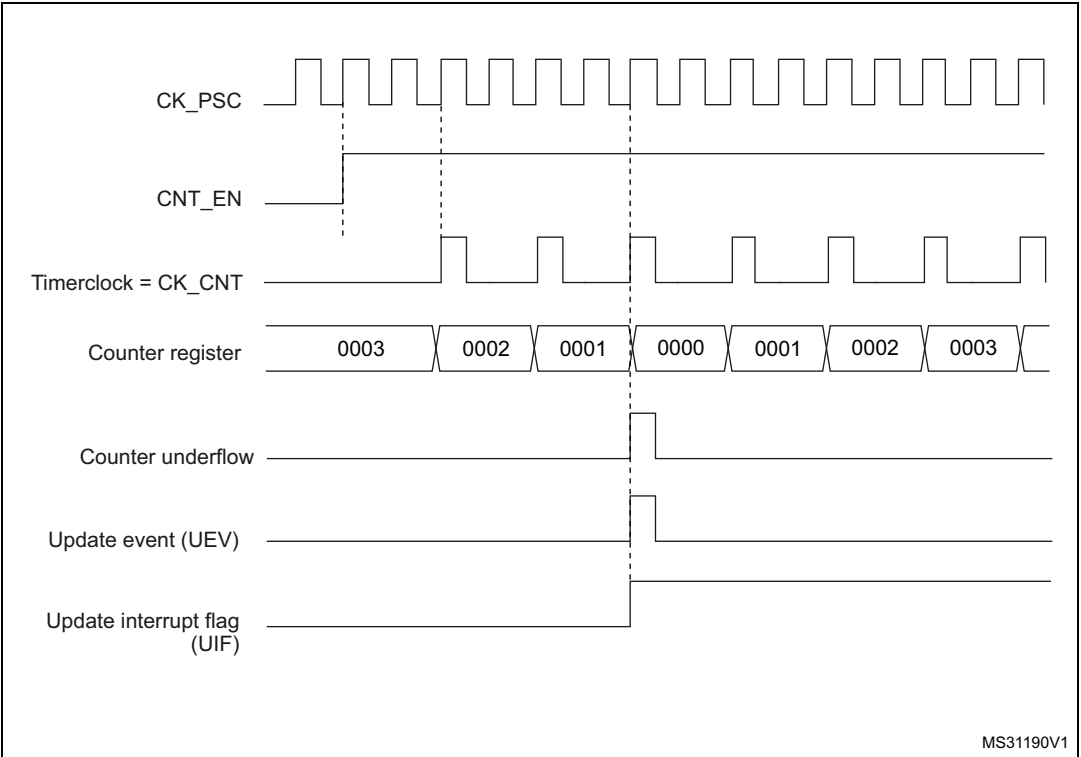 CK_PSC
CNT_EN
Timerclock = CK_CNT
Counter register
0003 0002 0001 0000 0001 0002 0003
Counter underflow
Update event (UEV)
Update interrupt flag
(UIF)
MS31190V1